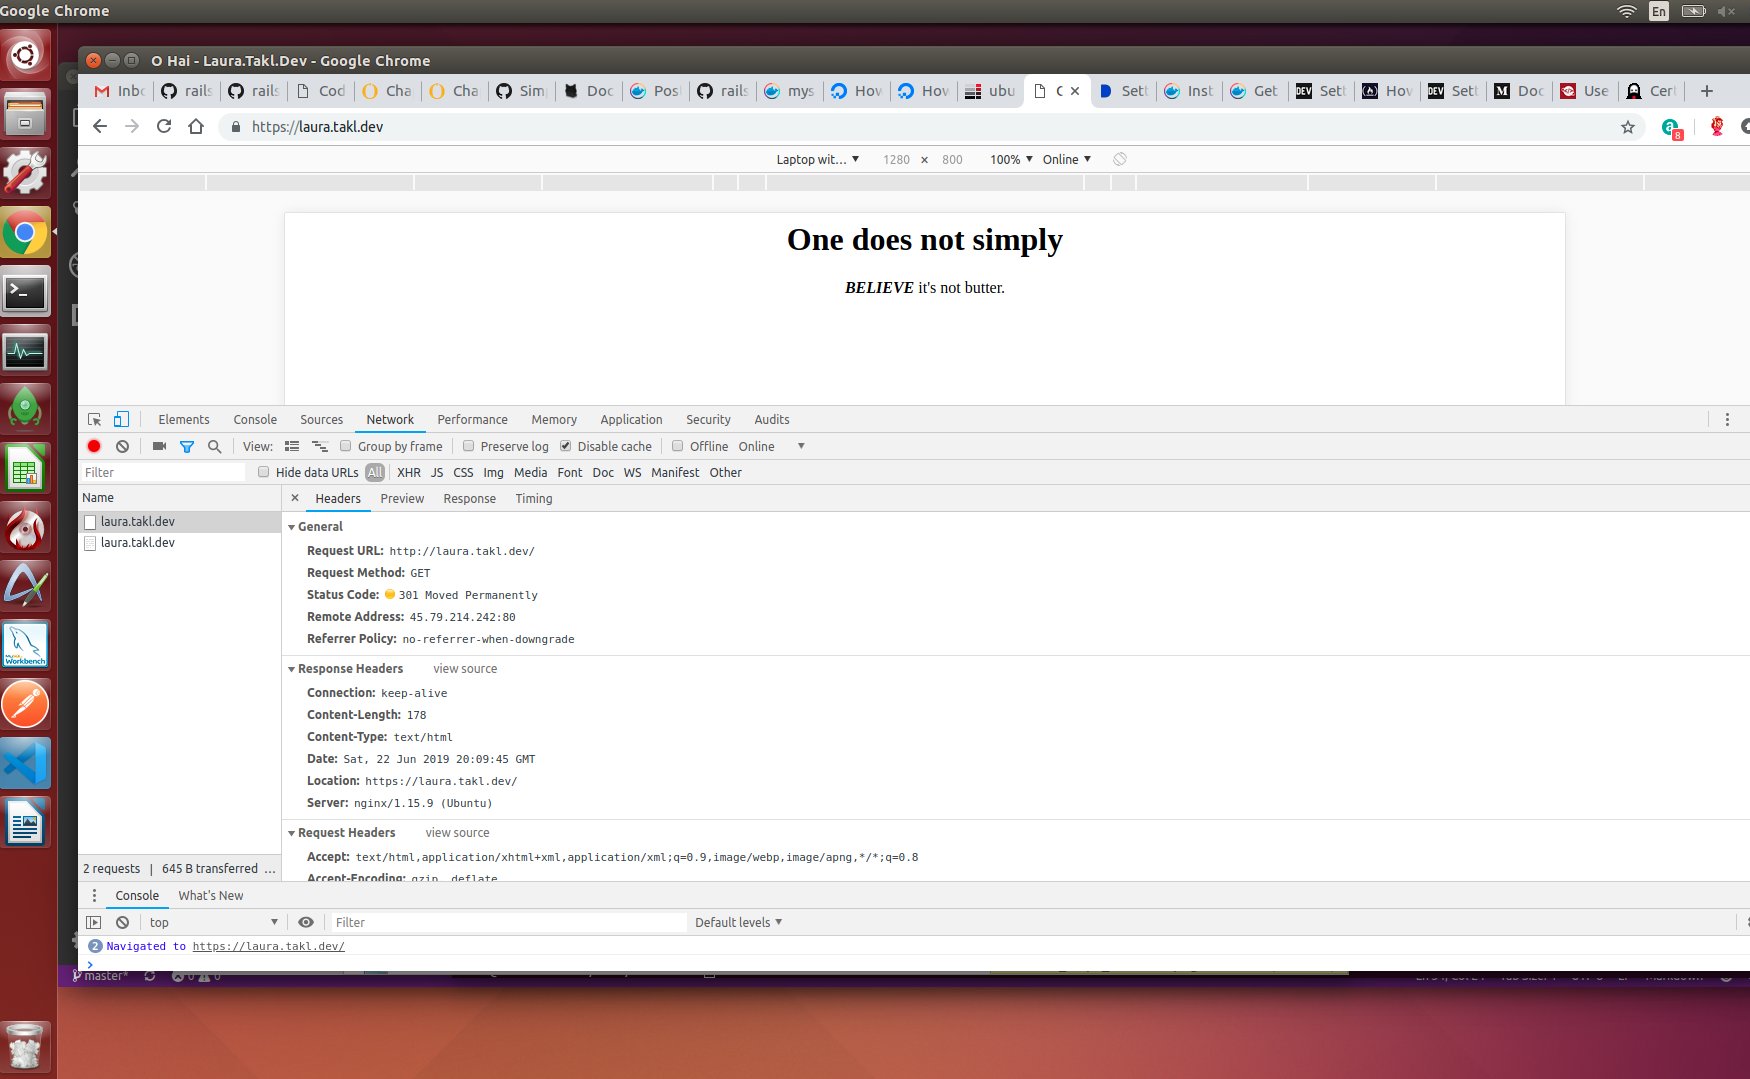 Google Chrome
En
O Hai - Laura.Takl.Dev - Google Chrome
Inbo rails rails Cod Cha Cha Sim Doc Pos rails mys How How ubu Sett Inst Get Sett How Sett Doc Use Cert +
https://laura.takl.dev
8
Laptop wit... ▼ 1280 × 800 100% ▼ Online ▼
One does not simply
BELIEVE it's not butter.
Elements Console Sources Network Performance Memory Application Security Audits
View: Group by frame Preserve log Disable cache Offline Online ▼
Filter Hide data URLs All XHR JS CSS Img Media Font Doc WS Manifest Other
Name × Headers Preview Response Timing
laura.takl.dev
laura.takl.dev
General
Request URL: http://laura.takl.dev/
Request Method: GET
Status Code: 301 Moved Permanently
Remote Address: 45.79.214.242:80
Referrer Policy: no-referrer-when-downgrade
Response Headers view source
Connection: keep-alive
Content-Length: 178
Content-Type: text/html
Date: Sat, 22 Jun 2019 20:09:45 GMT
Location: https://laura.takl.dev/
Server: nginx/1.15.9 (Ubuntu)
Request Headers view source
Accept: text/html,application/xhtml+xml,application/xml;q=0.9,image/webp,image/apng,*/*;q=0.8
Accept-Encoding: gzip, deflate
2 requests | 645 B transferred ...
Console What's New
top ▼ Filter Default levels ▼
2 Navigated to https://laura.takl.dev/
>
master* 0 0